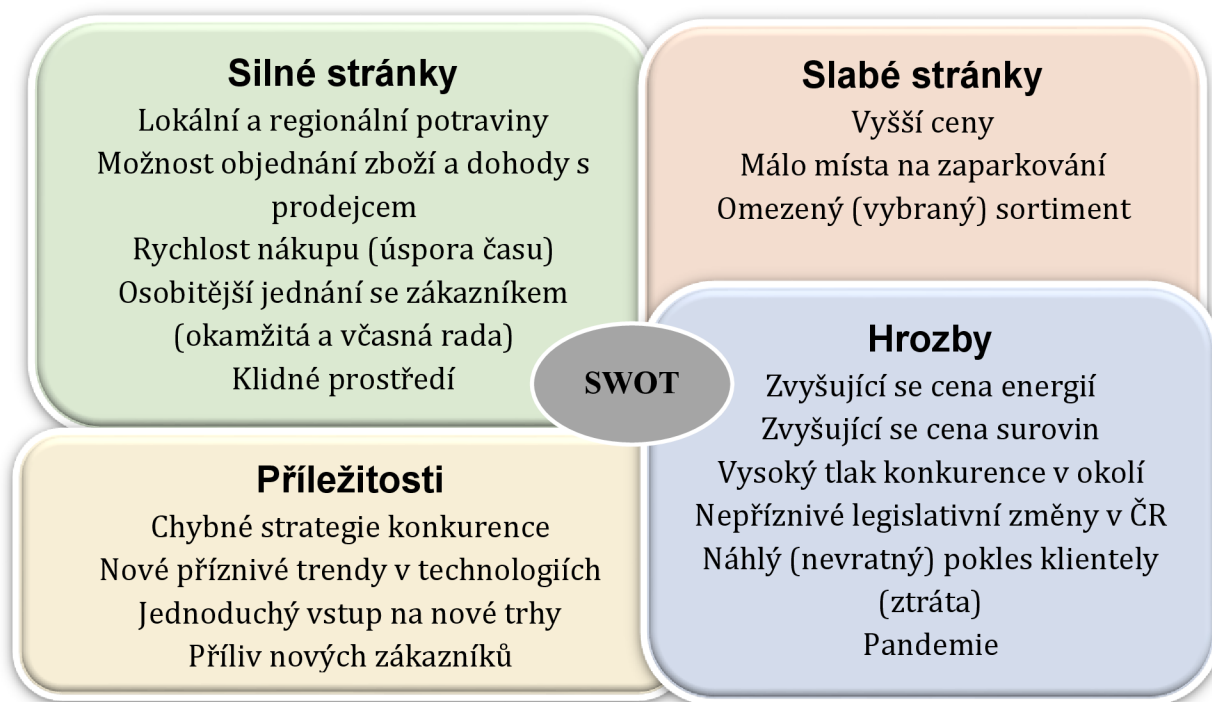 Silné stránky
Lokální a regionální potraviny
Možnost objednání zboží a dohody s
prodejcem
Rychlost nákupu (úspora času)
Osobitější jednání se zákazníkem
(okamžitá a včasná rada)
Klidné prostředí
Slabé stránky
Vyšší ceny
Málo místa na zaparkování
Omezený (vybraný) sortiment
SWOT
Příležitosti
Chybné strategie konkurence
Nové příznivé trendy v technologiích
Jednoduchý vstup na nové trhy
Příliv nových zákazníků
Hrozby
Zvyšující se cena energií
Zvyšující se cena surovin
Vysoký tlak konkurence v okolí
Nepříznivé legislativní změny v ČR
Náhlý (nevratný) pokles klientely
(ztráta)
Pandemie